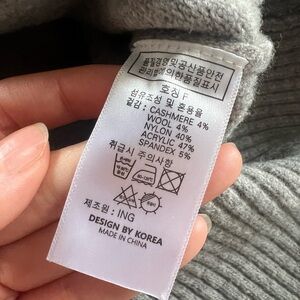 품질경영및공산품안전
관리법에의한품질표시
호칭 F
섬유조성 및 혼용율
겉감 : CASHMERE 4%
WOOL 4%
NYLON 40%
ACRYLIC 47%
SPANDEX 5%
취급시 주의사항
제조원 : ING
DESIGN BY KOREA
MADE IN CHINA